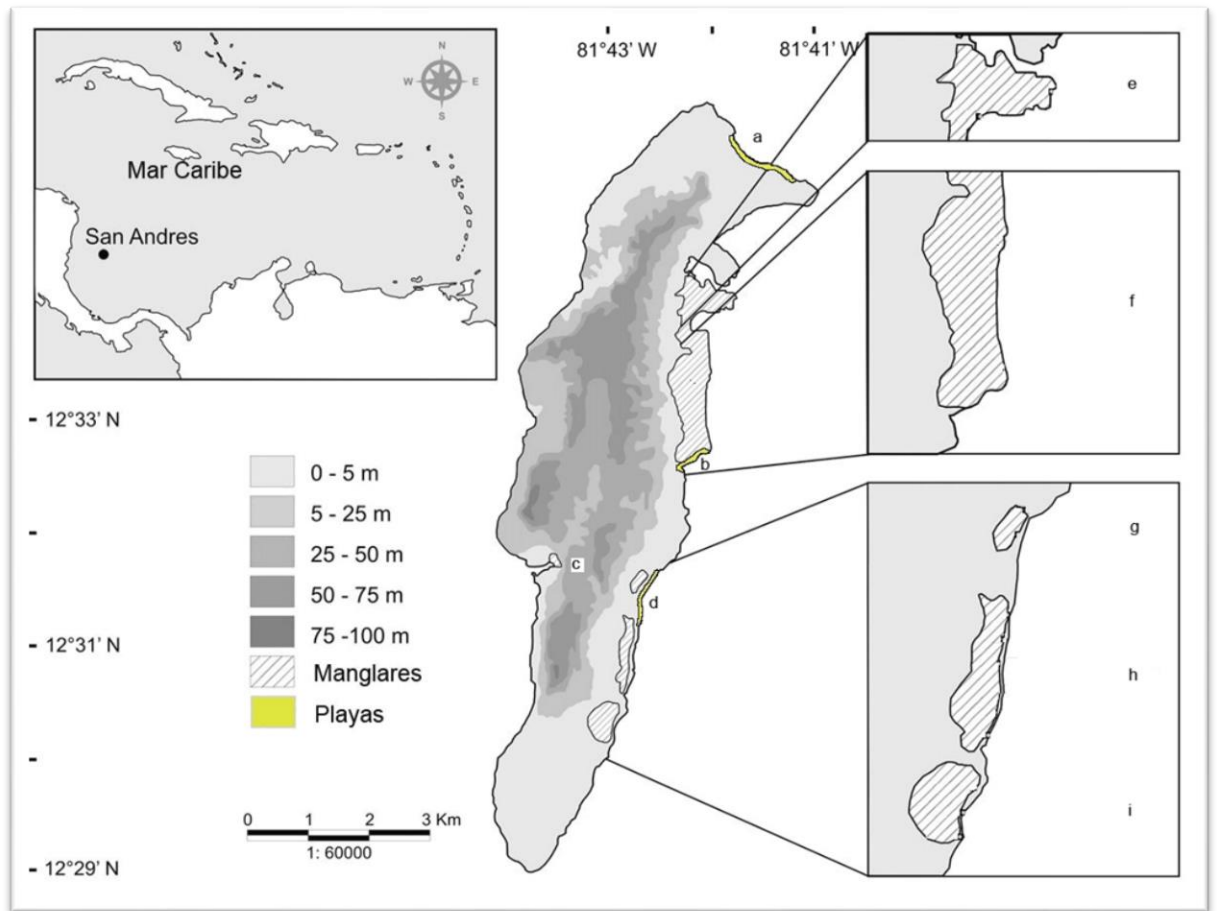 81°43' W
81°41' W
N
W
E
S
Mar Caribe
San Andres
a
b
c
d
e
f
g
h
i
12°33' N
12°31' N
12°29' N
0 - 5 m
5 - 25 m
25 - 50 m
50 - 75 m
75 -100 m
Manglares
Playas
0 1 2 3 Km
1: 60000